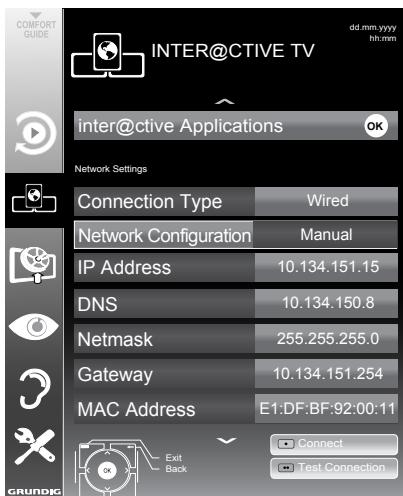 COMFORT
GUIDE
INTER@CTIVE TV
dd.mm.yyyy
hh:mm
inter@ctive Applications OK
Network Settings
Connection Type Wired
Network Configuration Manual
IP Address 10.134.151.15
DNS 10.134.150.8
Netmask 255.255.255.0
Gateway 10.134.151.254
MAC Address E1:DF:BF:92:00:11
OK
Exit
Back
Connect
Test Connection
GRUNDIG